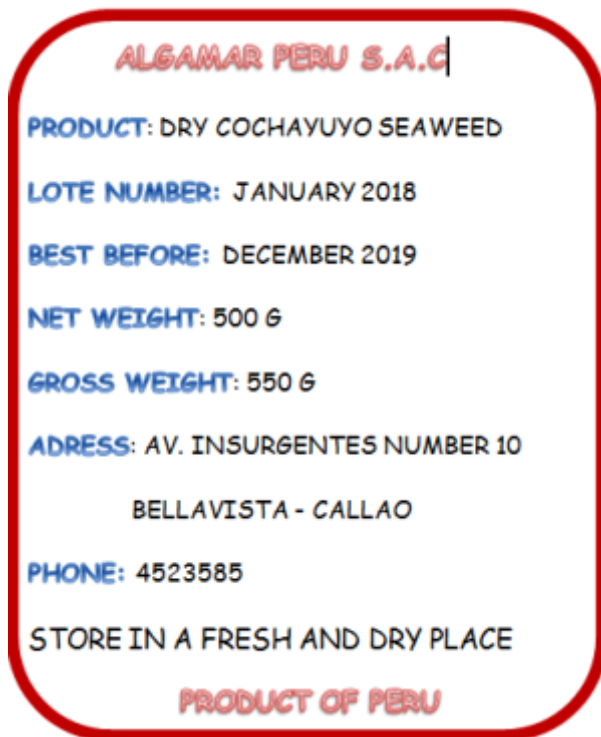 ALGAMAR PERU S.A.C
PRODUCT: DRY COCHAYUYO SEAWEED
LOTE NUMBER: JANUARY 2018
BEST BEFORE: DECEMBER 2019
NET WEIGHT: 500 G
GROSS WEIGHT: 550 G
ADRESS: AV. INSURGENTES NUMBER 10
BELLAVISTA - CALLAO
PHONE: 4523585
STORE IN A FRESH AND DRY PLACE
PRODUCT OF PERU